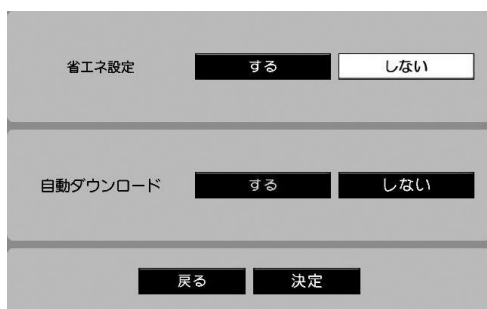 省エネ設定 する しない
自動ダウンロード する しない
戻る 決定